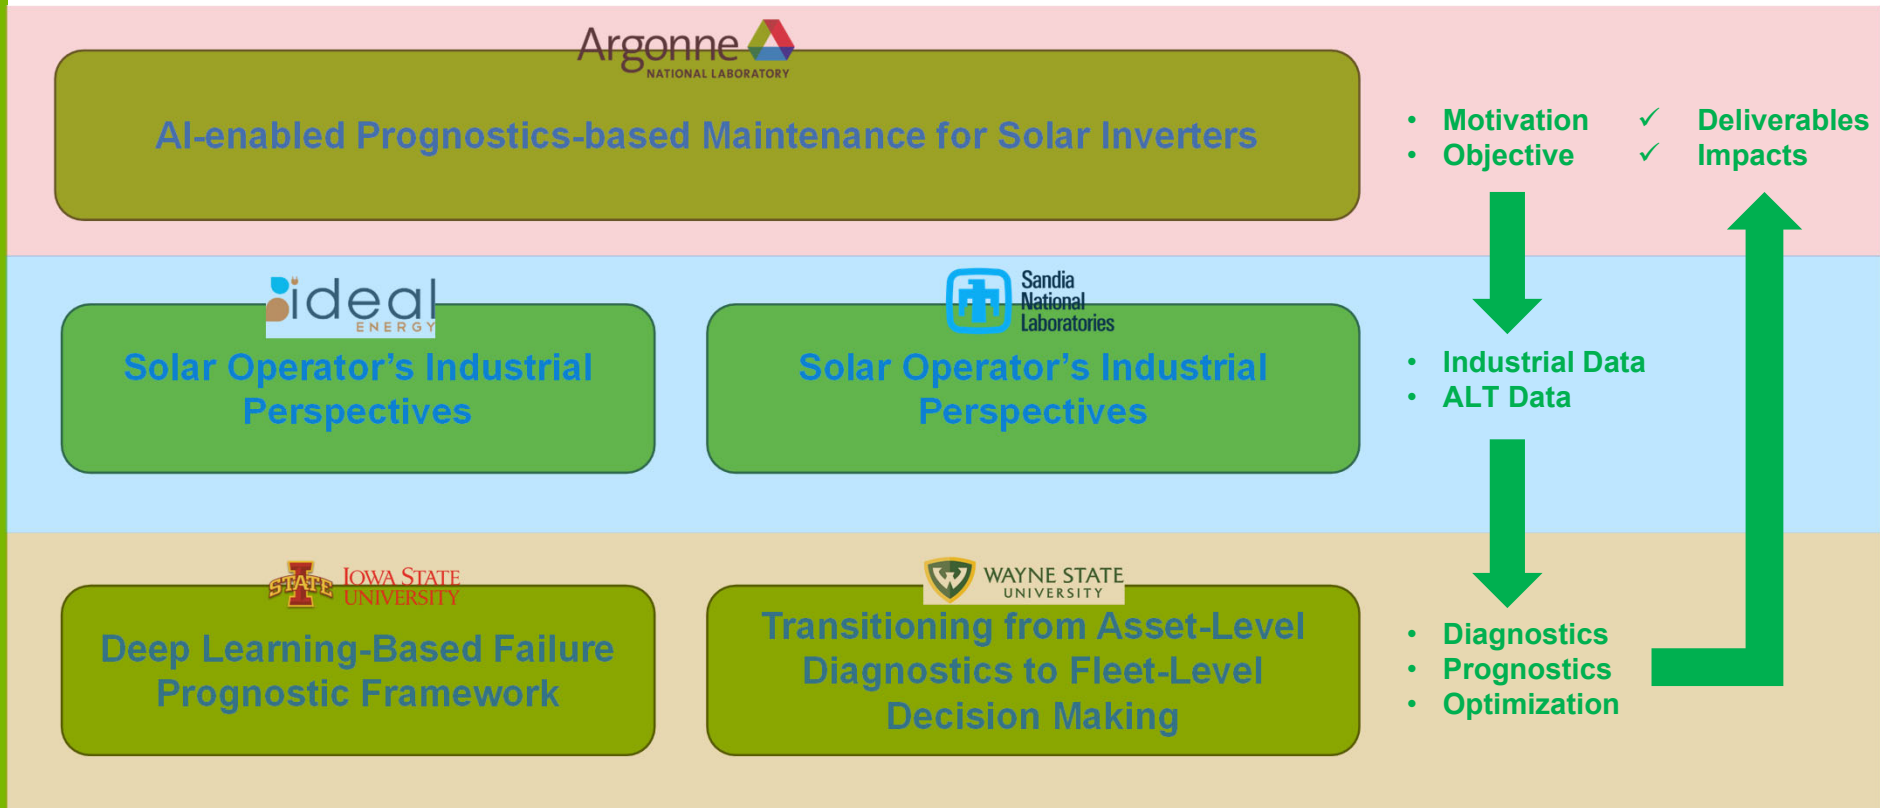 Argonne
NATIONAL LABORATORY
AI-enabled Prognostics-based Maintenance for Solar Inverters
• Motivation
• Objective
✓ Deliverables
✓ Impacts
ideal
ENERGY
Solar Operator’s Industrial
Perspectives
Sandia
National
Laboratories
Solar Operator’s Industrial
Perspectives
• Industrial Data
• ALT Data
STATE
IOWA STATE
UNIVERSITY
Deep Learning-Based Failure
Prognostic Framework
W
WAYNE STATE
UNIVERSITY
Transitioning from Asset-Level
Diagnostics to Fleet-Level
Decision Making
• Diagnostics
• Prognostics
• Optimization